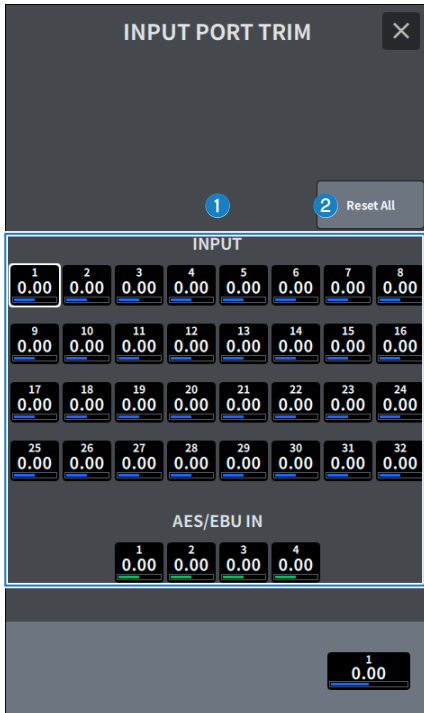 INPUT PORT TRIM
1
2 Reset All
INPUT
1 2 3 4 5 6 7 8
0.00 0.00 0.00 0.00 0.00 0.00 0.00 0.00
9 10 11 12 13 14 15 16
0.00 0.00 0.00 0.00 0.00 0.00 0.00 0.00
17 18 19 20 21 22 23 24
0.00 0.00 0.00 0.00 0.00 0.00 0.00 0.00
25 26 27 28 29 30 31 32
0.00 0.00 0.00 0.00 0.00 0.00 0.00 0.00
AES/EBU IN
1 2 3 4
0.00 0.00 0.00 0.00
1
0.00